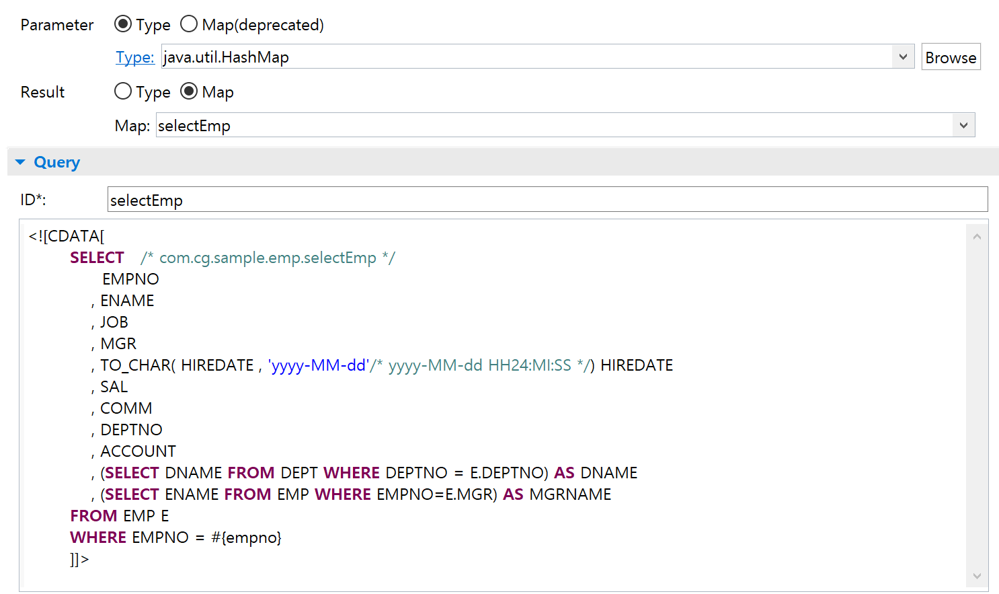 Parameter Type Map(deprecated)
Type: java.util.HashMap Browse
Result Type Map
Map: selectEmp
Query
ID*: selectEmp
<![CDATA[
SELECT /* com.cg.sample.emp.selectEmp */
EMPNO
, ENAME
, JOB
, MGR
, TO_CHAR( HIREDATE , 'yyyy-MM-dd'/* yyyy-MM-dd HH24:MI:SS */) HIREDATE
, SAL
, COMM
, DEPTNO
, ACCOUNT
, (SELECT DNAME FROM DEPT WHERE DEPTNO = E.DEPTNO) AS DNAME
, (SELECT ENAME FROM EMP WHERE EMPNO=E.MGR) AS MGRNAME
FROM EMP E
WHERE EMPNO = #{empno}
]]>